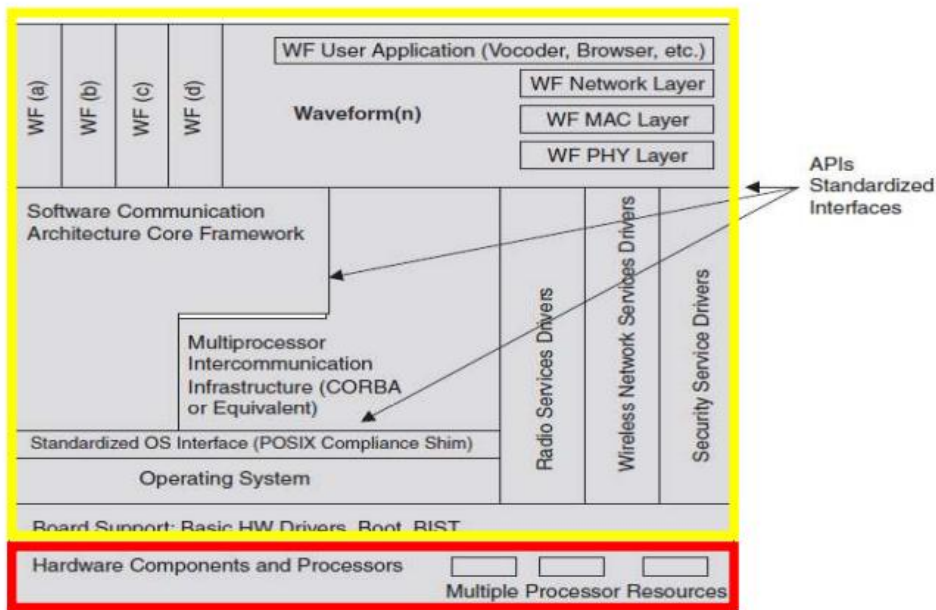 WF (a)
WF (b)
WF (c)
WF (d)
WF User Application (Vocoder, Browser, etc.)
WF Network Layer
Waveform(n)
WF MAC Layer
WF PHY Layer
APIs
Standardized
Interfaces
Software Communication
Architecture Core Framework
Multiprocessor
Intercommunication
Infrastructure (CORBA
or Equivalent)
Radio Services Drivers
Wireless Network Services Drivers
Security Service Drivers
Standardized OS Interface (POSIX Compliance Shim)
Operating System
Board Support: Basic HW Drivers, Boot, BIST
Hardware Components and Processors
Multiple Processor Resources